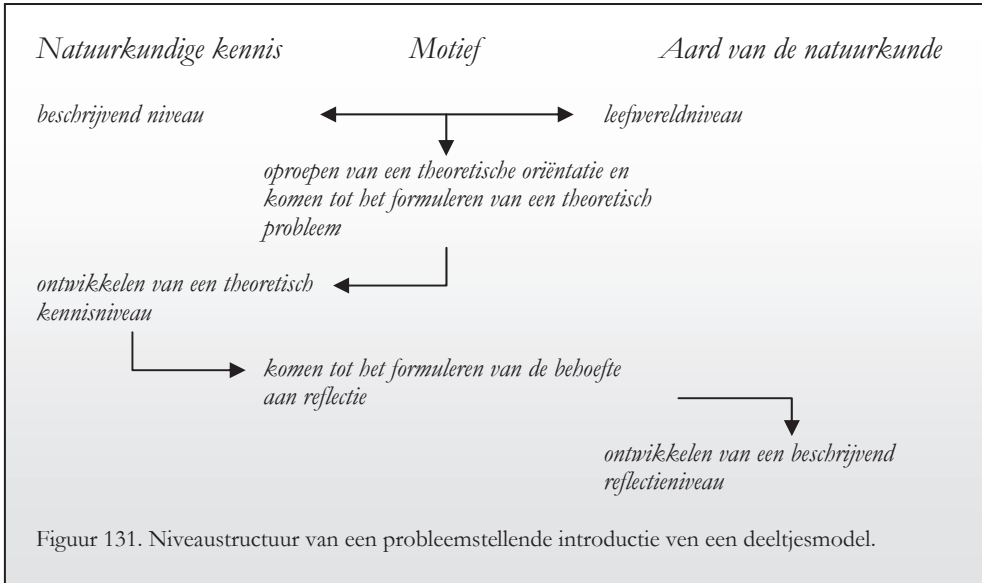 Natuurkundige kennis Motief Aard van de natuurkunde
beschrijvend niveau leefwereldniveau
oproepen van een theoretische oriëntatie en
komen tot het formuleren van een theoretisch
probleem
ontwikkelen van een theoretisch
kennisniveau
komen tot het formuleren van de behoefte
aan reflectie
ontwikkelen van een beschrijvend
reflectieniveau
Figuur 131. Niveaustructuur van een probleemstellende introductie ven een deeltjesmodel.